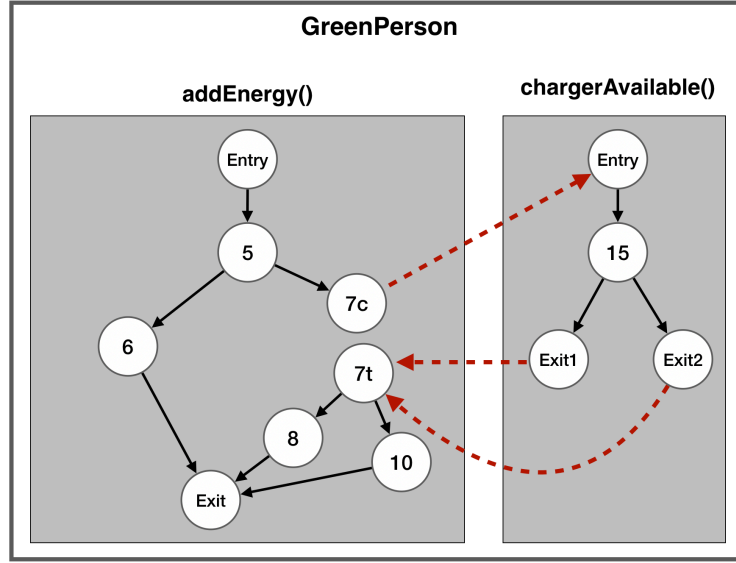 GreenPerson
addEnergy()
chargerAvailable()
Entry
Entry
5
15
7c
6
7t
Exit1
Exit2
8
10
Exit